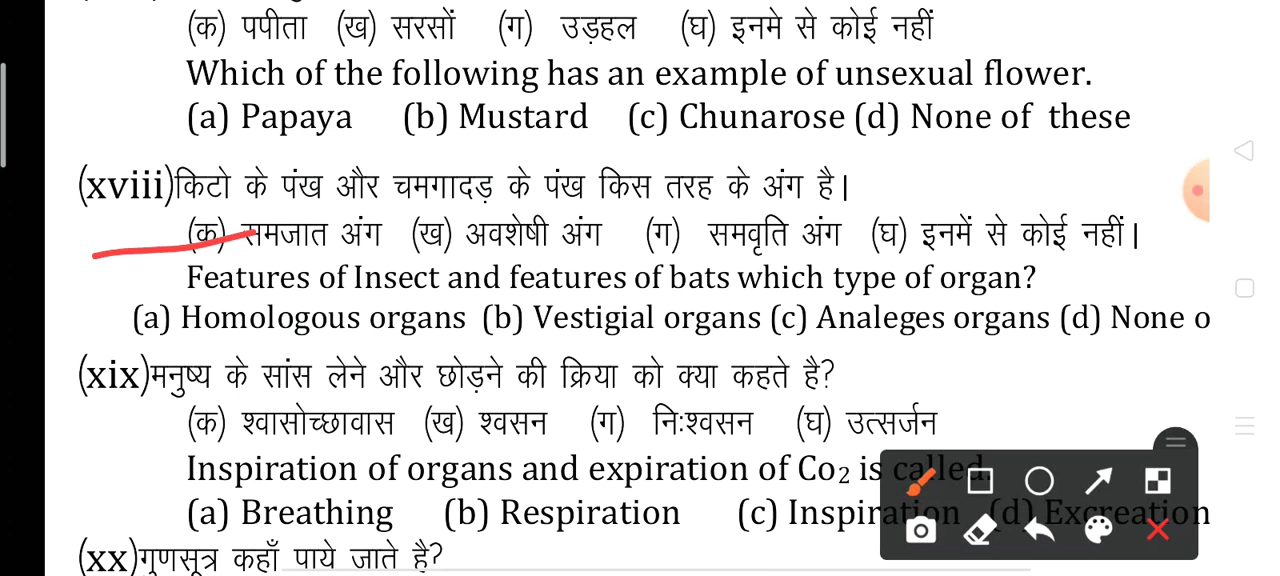 (क) पपीता (ख) सरसों (ग) उड़हल (घ) इनमे से कोई नहीं
Which of the following has an example of unsexual flower.
(a) Papaya (b) Mustard (c) Chunarose (d) None of these
(xviii)किटो के पंख और चमगादड़ के पंख किस तरह के अंग है।
(क) समजात अंग (ख) अवशेषी अंग (ग) समवृति अंग (घ) इनमें से कोई नहीं।
Features of Insect and features of bats which type of organ?
(a) Homologous organs (b) Vestigial organs (c) Analeges organs (d) None o
(xix)मनुष्य के सांस लेने और छोड़ने की क्रिया को क्या कहते है?
(क) श्वासोच्छावास (ख) श्वसन (ग) निःश्वसन (घ) उत्सर्जन
Inspiration of organs and expiration of Co₂ is called.
(a) Breathing (b) Respiration (c) Inspiration (d) Excreation
(xx)गुणसूत्र कहाँ पाये जाते है?